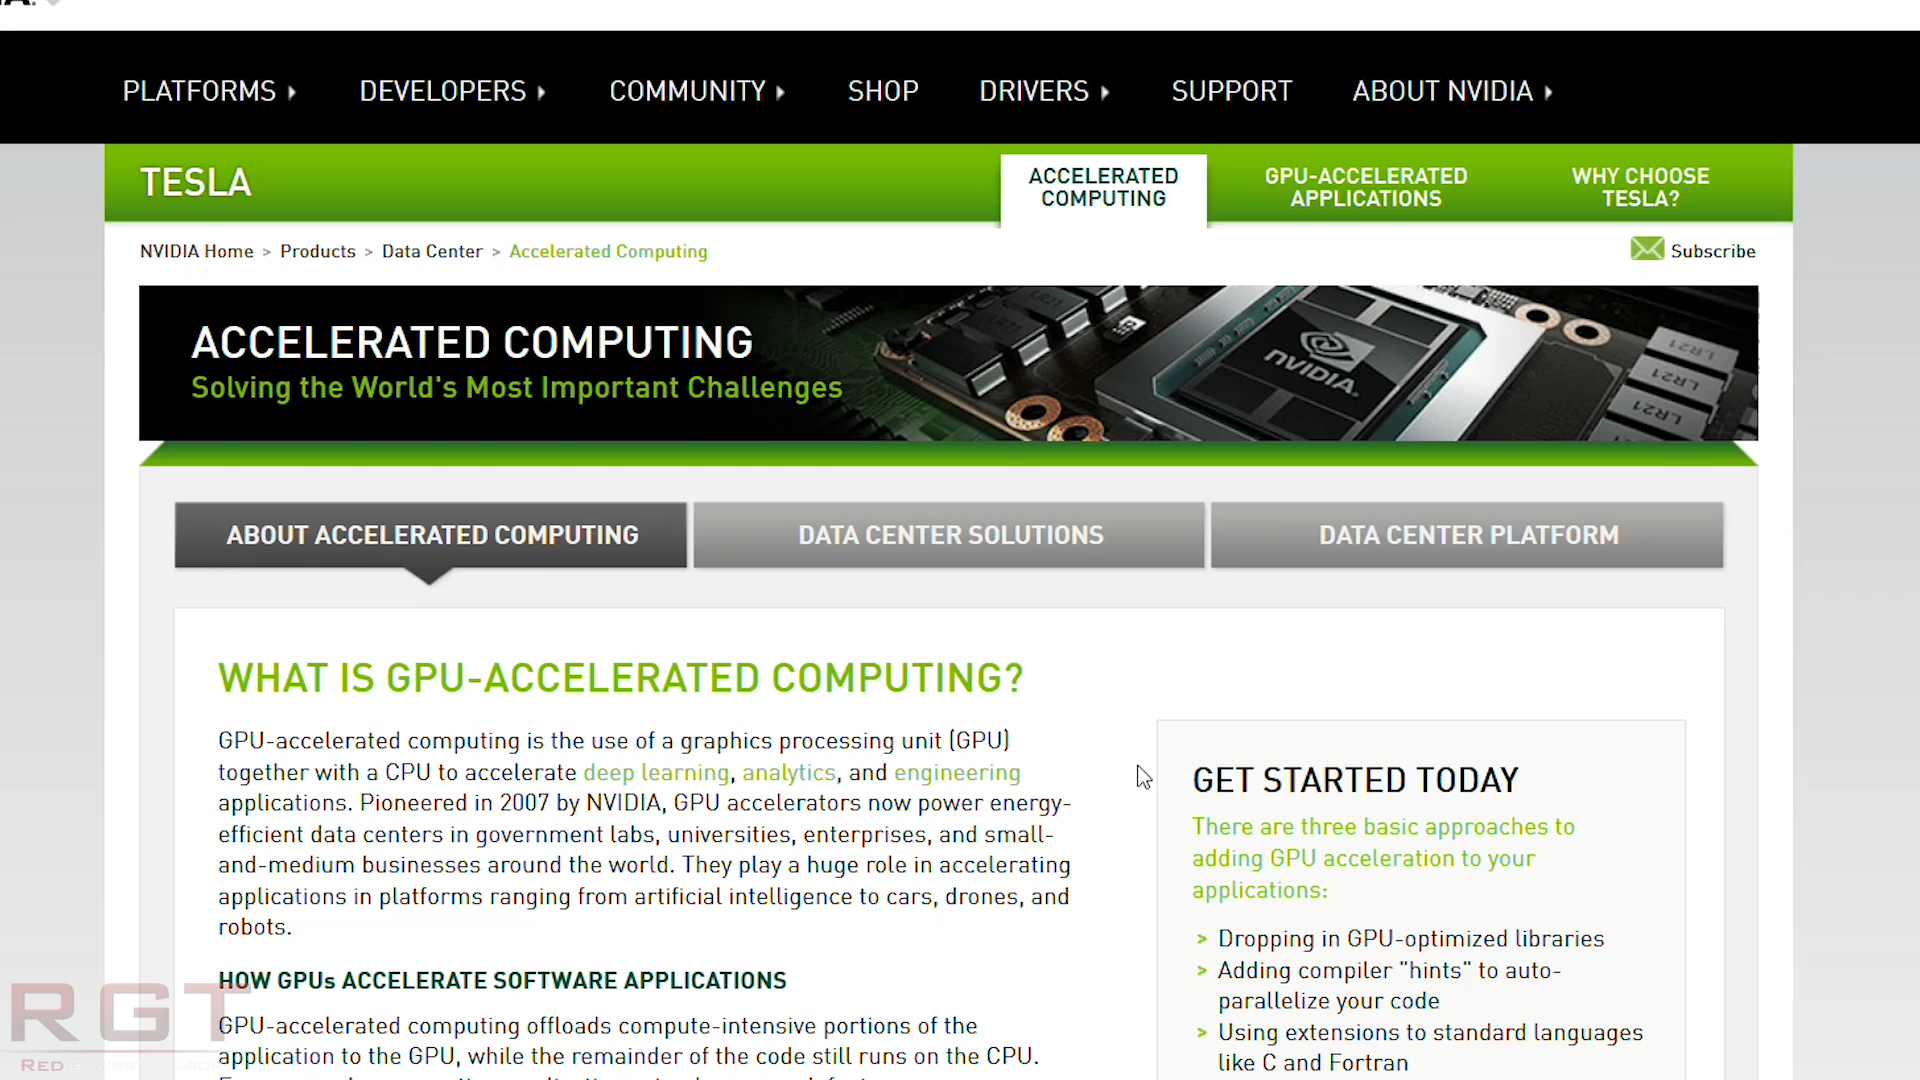 PLATFORMS DEVELOPERS COMMUNITY SHOP DRIVERS SUPPORT ABOUT NVIDIA
TESLA
ACCELERATED
COMPUTING
GPU-ACCELERATED
APPLICATIONS
WHY CHOOSE
TESLA?
NVIDIA Home > Products > Data Center > Accelerated Computing
Subscribe
ACCELERATED COMPUTING
Solving the World's Most Important Challenges
LR21
LR21
NVIDIA.
LR21
LR21
LR21
ABOUT ACCELERATED COMPUTING DATA CENTER SOLUTIONS DATA CENTER PLATFORM
WHAT IS GPU-ACCELERATED COMPUTING?
GPU-accelerated computing is the use of a graphics processing unit (GPU)
together with a CPU to accelerate deep learning, analytics, and engineering
applications. Pioneered in 2007 by NVIDIA, GPU accelerators now power energy-
efficient data centers in government labs, universities, enterprises, and small-
and-medium businesses around the world. They play a huge role in accelerating
applications in platforms ranging from artificial intelligence to cars, drones, and
robots.
HOW GPUs ACCELERATE SOFTWARE APPLICATIONS
GPU-accelerated computing offloads compute-intensive portions of the
application to the GPU, while the remainder of the code still runs on the CPU.
GET STARTED TODAY
There are three basic approaches to
adding GPU acceleration to your
applications:
> Dropping in GPU-optimized libraries
> Adding compiler "hints" to auto-
parallelize your code
> Using extensions to standard languages
like C and Fortran
RGT
RED